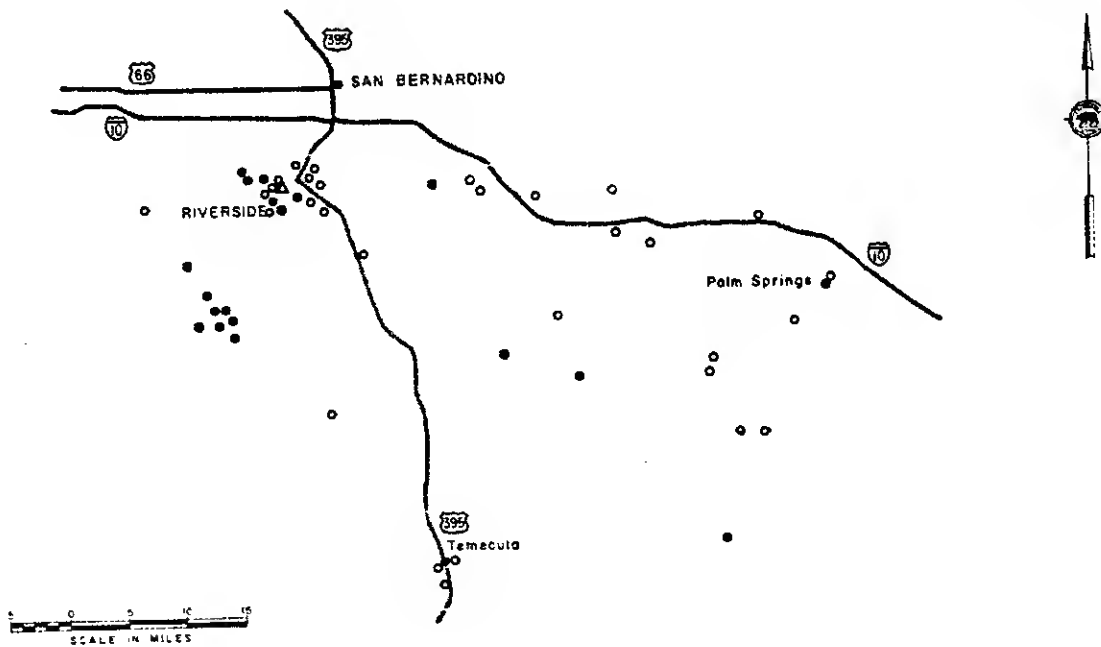 395
66
SAN BERNARDINO
10
RIVERSIDE
10
Palm Springs
395
Temecula
5 0 5 10 15
SCALE IN MILES